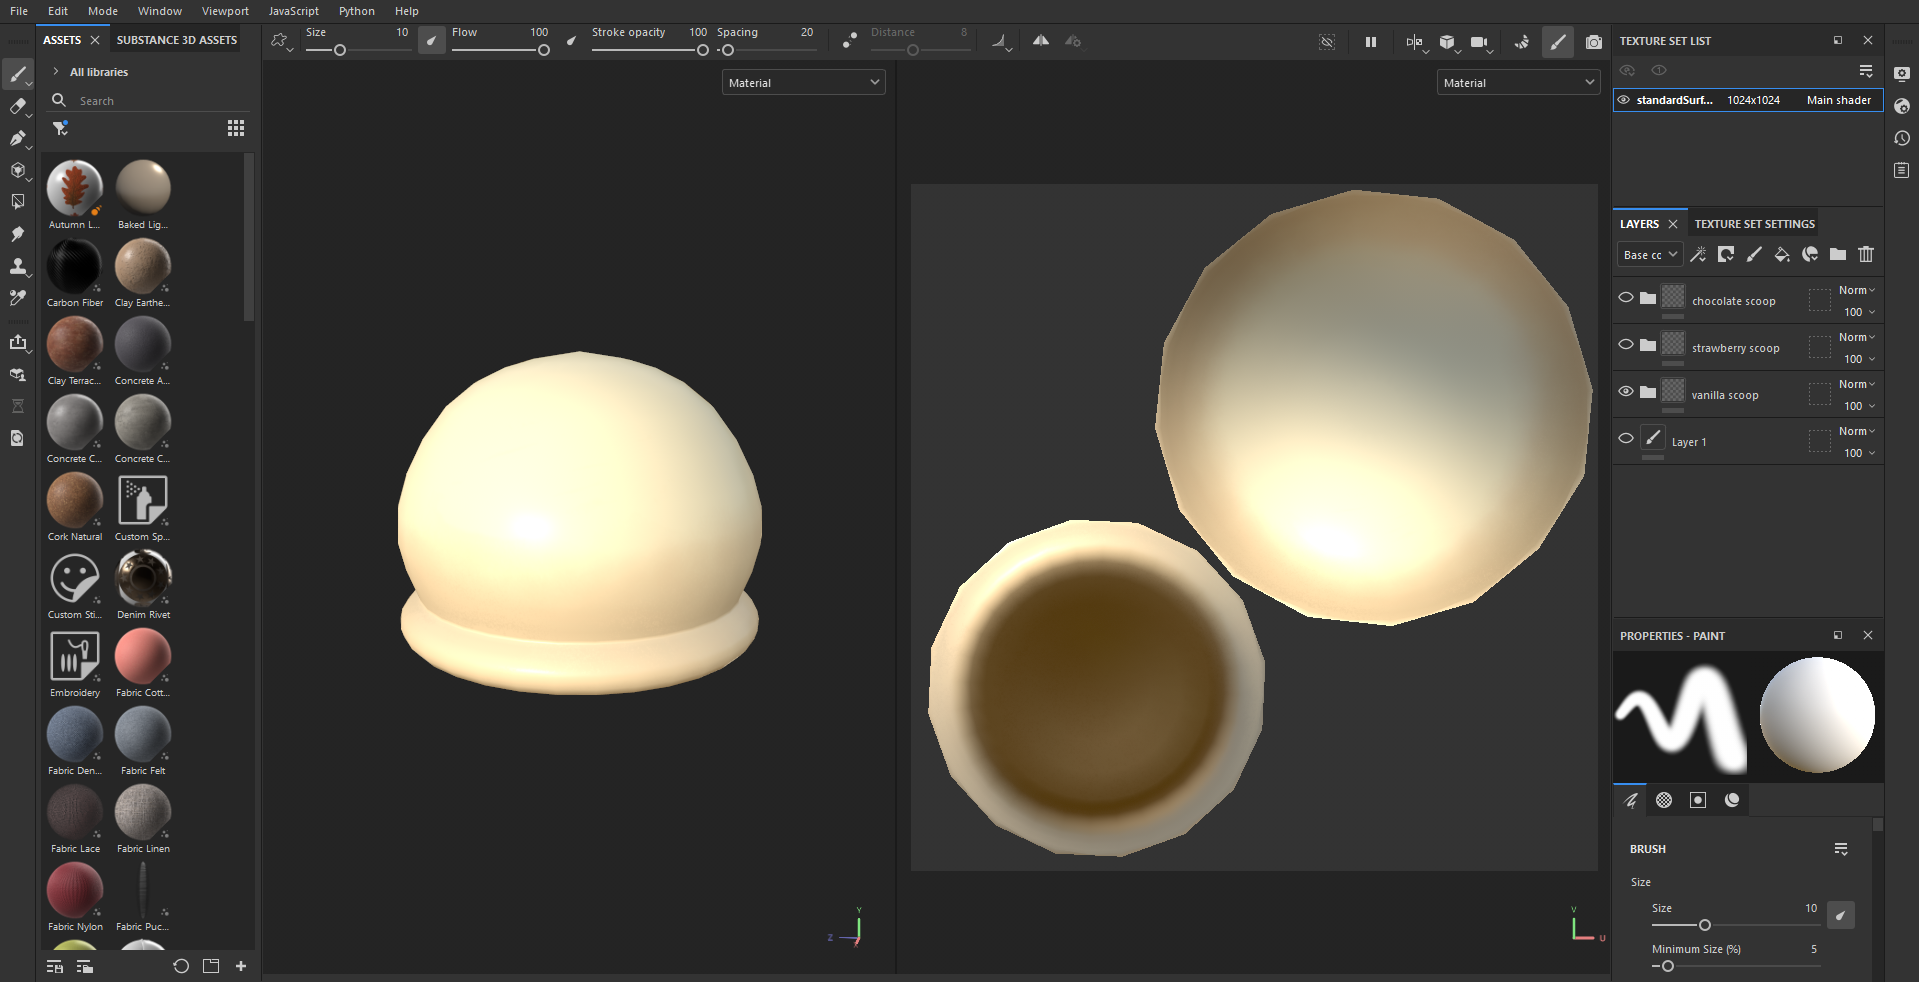 File Edit Mode Window Viewport JavaScript Python Help
ASSETS SUBSTANCE 3D ASSETS
Size 10 Flow 100 Stroke opacity 100 Spacing 20 Distance 8
All libraries
Search
Material
Material
Autumn L... Baked Lig...
Carbon Fiber Clay Earthe...
Clay Terrac... Concrete A...
Concrete C... Concrete C...
Cork Natural Custom Sp...
Custom Sti... Denim Rivet
Embroidery Fabric Cott...
Fabric Den... Fabric Felt
Fabric Lace Fabric Linen
Fabric Nylon Fabric Puc...
Y
Z
X
V
U
TEXTURE SET LIST
standardSurf... 1024x1024 Main shader
LAYERS TEXTURE SET SETTINGS
Base cc
chocolate scoop Norm
100
strawberry scoop Norm
100
vanilla scoop Norm
100
Layer 1 Norm
100
PROPERTIES - PAINT
BRUSH
Size
Size 10
Minimum Size (%) 5